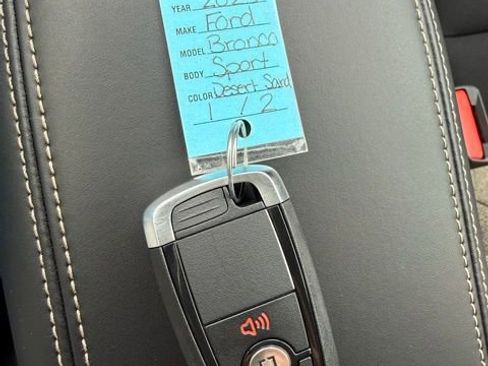 YEAR
MAKE Ford
MODEL Bronco
BODY Sport
COLOR Desert Sand
1 / 2